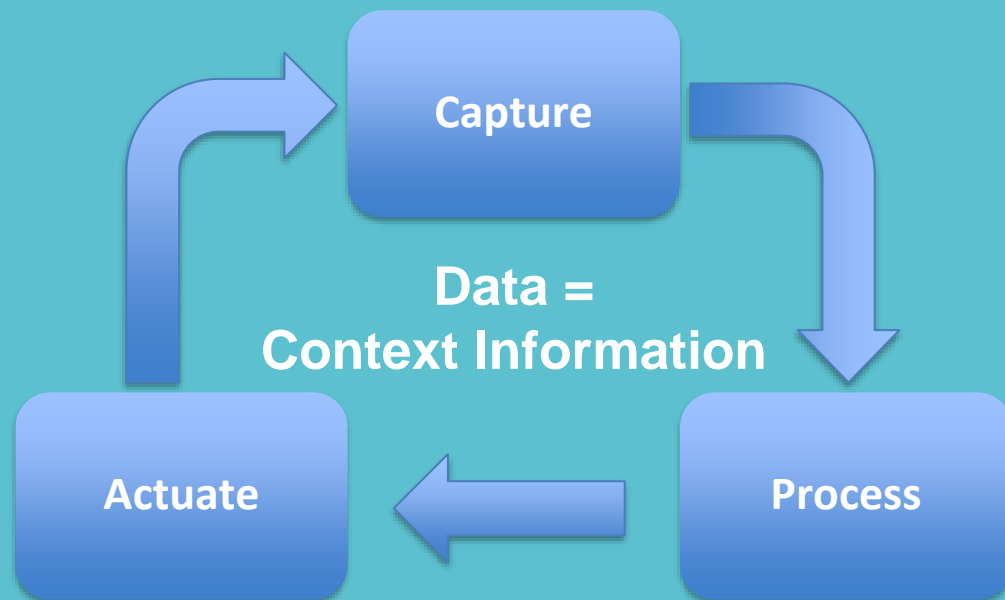 Capture
Data =
Context Information
Actuate
Process